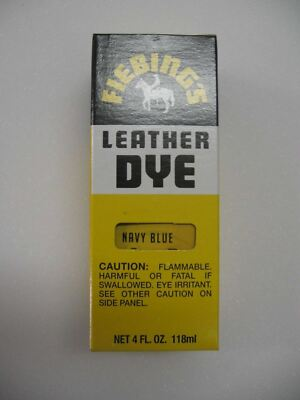 FIEBING'S
LEATHER
DYE
NAVY BLUE
CAUTION: FLAMMABLE.
HARMFUL OR FATAL IF
SWALLOWED. EYE IRRITANT.
SEE OTHER CAUTION ON
SIDE PANEL.
NET 4 FL. OZ. 118ml